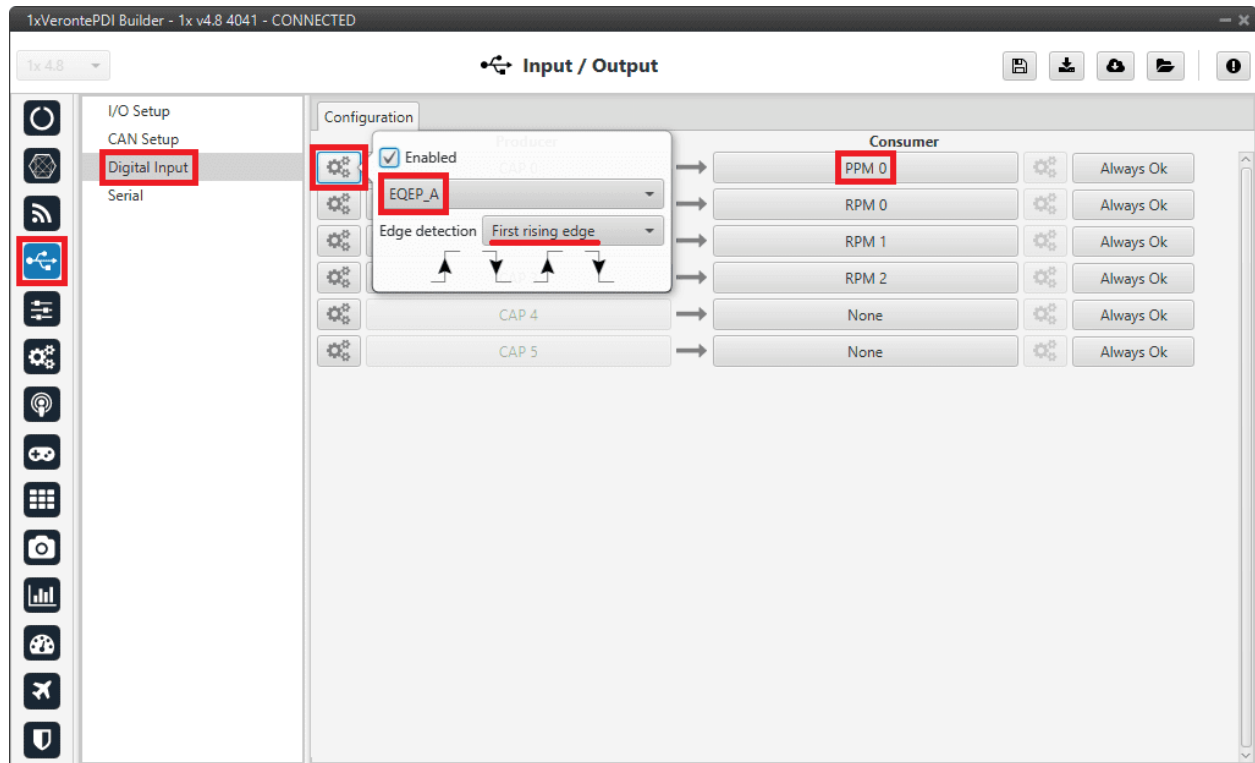 1xVerontePDI Builder - 1x v4.8 4041 - CONNECTED
1x 4.8
Input / Output
I/O Setup
CAN Setup
Digital Input
Serial
Configuration
Producer
Consumer
Enabled
EQEP_A
Edge detection
First rising edge
CAP 0
PPM 0
Always Ok
RPM 0
Always Ok
RPM 1
Always Ok
RPM 2
Always Ok
CAP 4
None
Always Ok
CAP 5
None
Always Ok